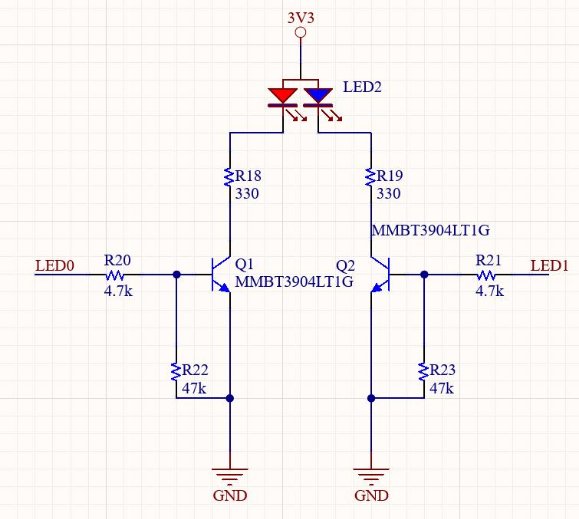 3V3
LED2
R18
330
R19
330
MMBT3904LT1G
LED0
R20
4.7k
Q1
MMBT3904LT1G
Q2
R21
4.7k
LED1
R22
47k
R23
47k
GND
GND